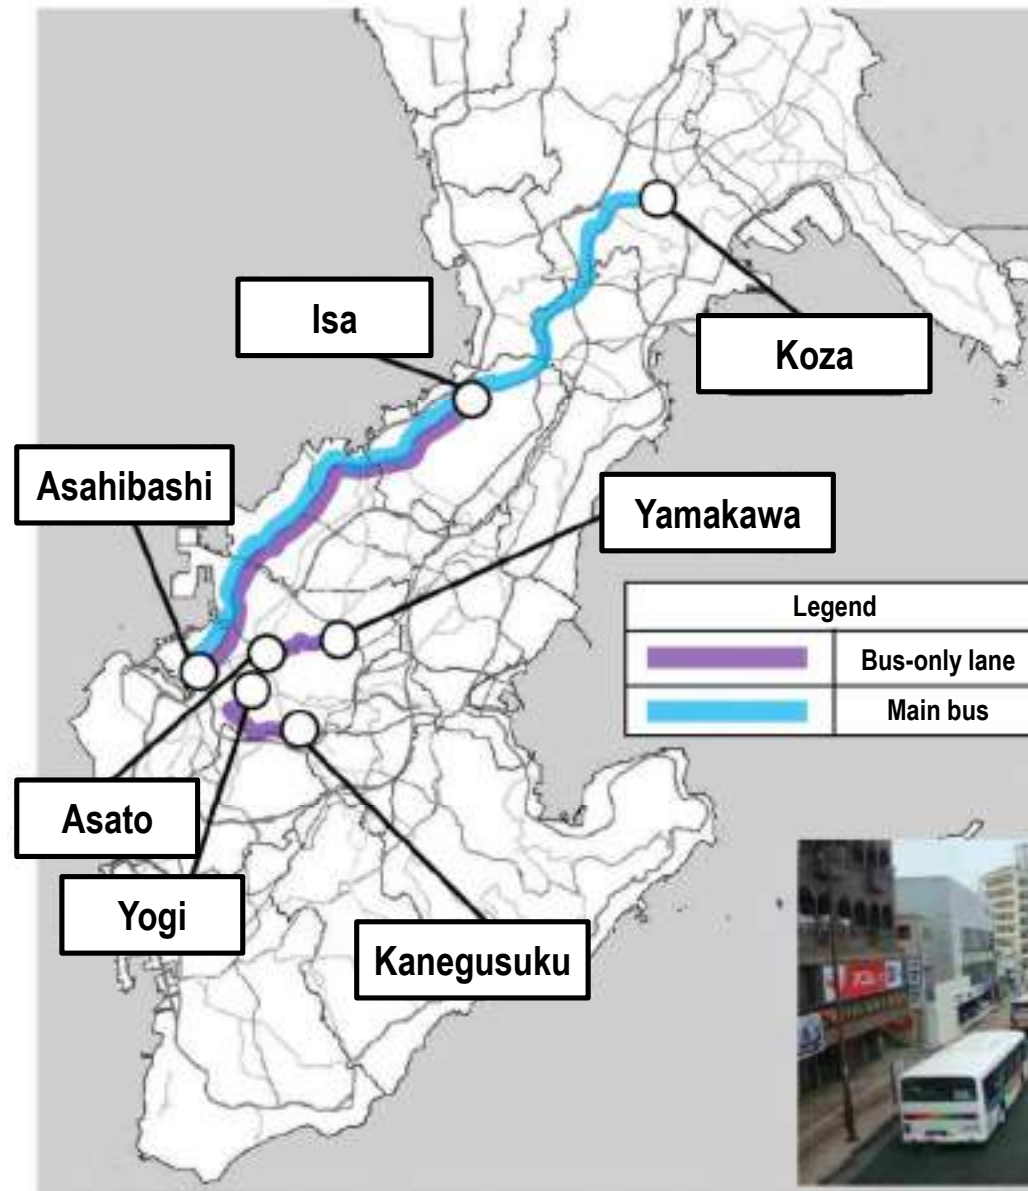 Isa
Koza
Asahibashi
Yamakawa
Legend
Bus-only lane
Main bus
Asato
Yogi
Kanegusuku